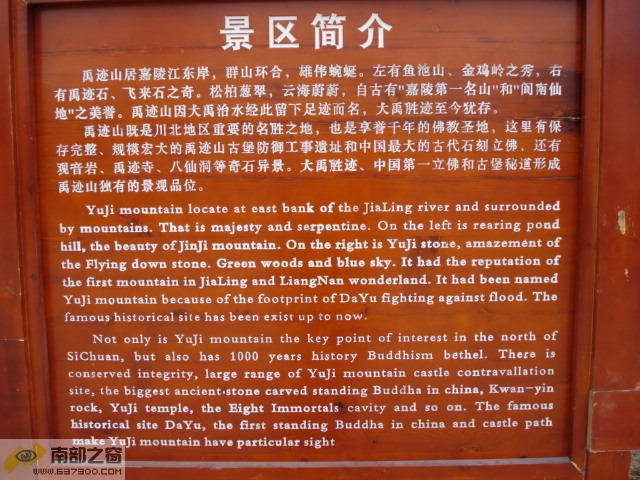 景区简介
禹迹山居嘉陵江东岸，群山环合，雄伟蜿蜒。左有鱼池山、金鸡岭之秀，右
有禹迹石、飞来石之奇。松柏葱翠，云海蔚蔚，自古有"嘉陵第一名山"和"阆南仙
地"之美誉。禹迹山因大禹治水经此留下足迹而名，大禹胜迹至今犹存。
禹迹山既是川北地区重要的名胜之地，也是享誉千年的佛教圣地，这里有保
存完整、规模宏大的禹迹山古堡防御工事遗址和中国最大的古代石刻立佛，还有
观音岩、禹迹寺、八仙洞等奇石异景。大禹胜迹、中国第一立佛和古堡秘道形成
禹迹山独有的景观品位。
YuJi mountain locate at east bank of the JiaLing river and surrounded
by mountains. That is majesty and serpentine. On the left is rearing pond
hill, the beauty of JinJi mountain. On the right is YuJi stone, amazement of
the Flying down stone. Green woods and blue sky. It had the reputation of
the first mountain in JiaLing and LiangNan wonderland. It had been named
YuJi mountain because of the footprint of DaYu fighting against flood. The
famous historical site has been exist up to now.
Not only is YuJi mountain the key point of interest in the north of
SiChuan, but also has 1000 years history Buddhism bethel. There is
conserved integrity, large range of YuJi mountain castle contravallation
site, the biggest ancient-stone carved standing Buddha in china, Kwan-yin
rock, YuJi temple, the Eight Immortals cavity and so on. The famous
historical site DaYu, the first standing Buddha in china and castle path
make YuJi mountain have particular sight
南部之窗
www.637300.com